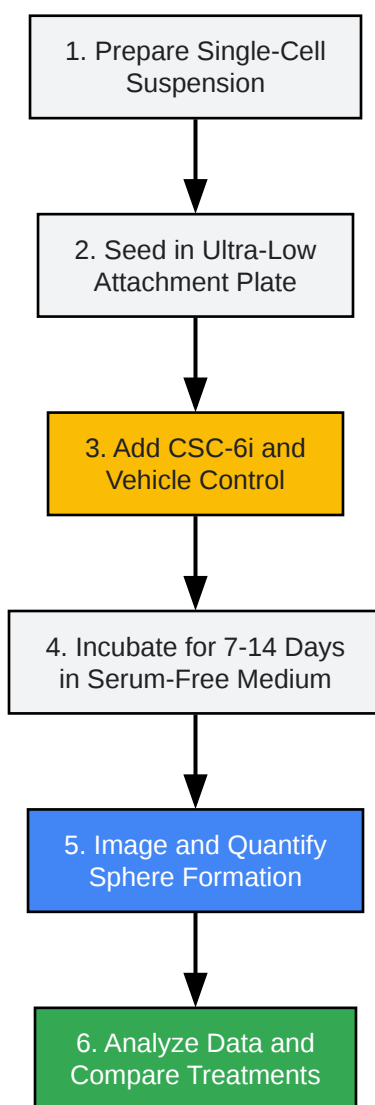 1. Prepare Single-Cell
Suspension
2. Seed in Ultra-Low
Attachment Plate
3. Add CSC-6i and
Vehicle Control
4. Incubate for 7-14 Days
in Serum-Free Medium
5. Image and Quantify
Sphere Formation
6. Analyze Data and
Compare Treatments